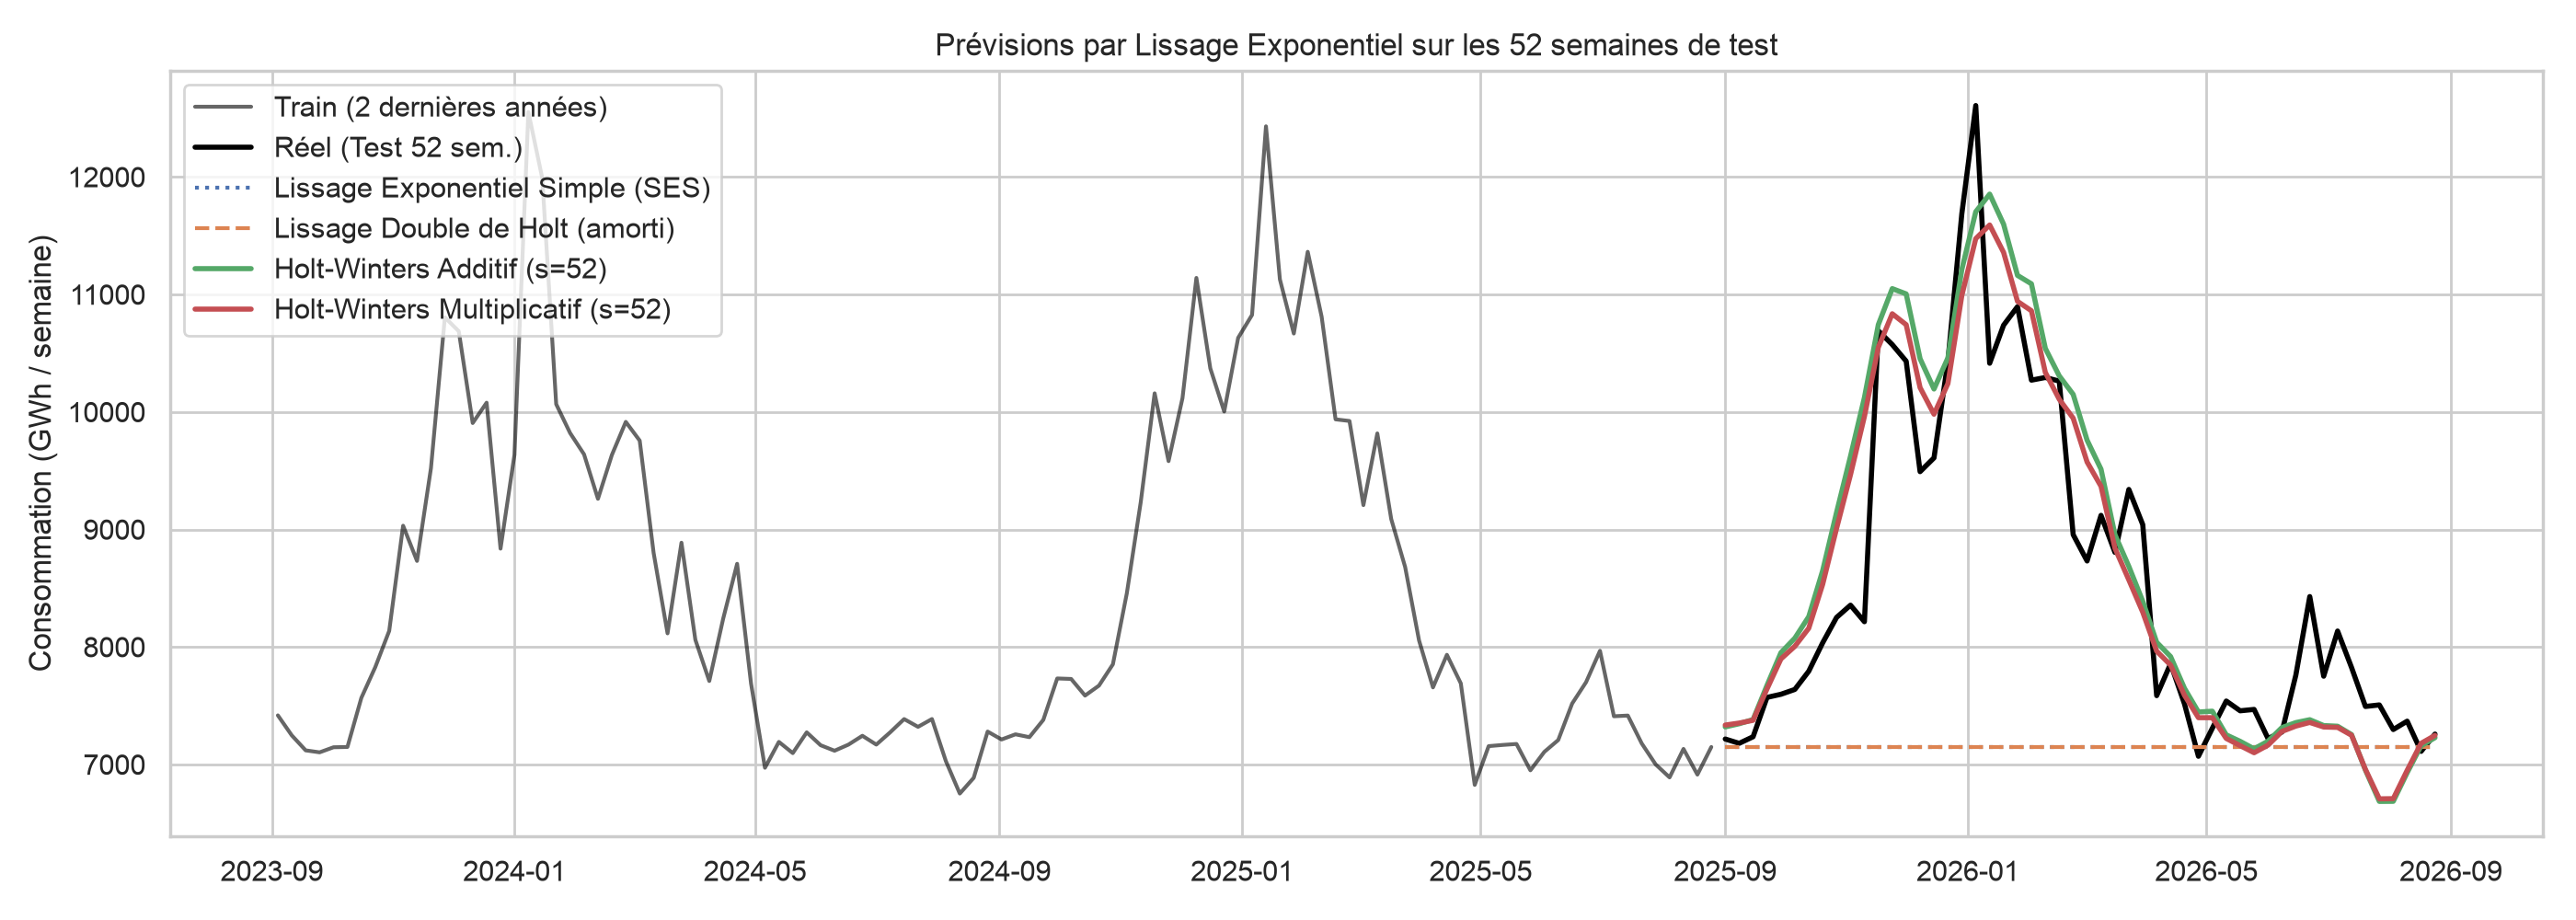 Prévisions par Lissage Exponentiel sur les 52 semaines de test
Train (2 dernières années)
Réel (Test 52 sem.)
Lissage Exponentiel Simple (SES)
Lissage Double de Holt (amorti)
Holt-Winters Additif (s=52)
Holt-Winters Multiplicatif (s=52)
Consommation (GWh / semaine)
12000
11000
10000
9000
8000
7000
2023-09 2024-01 2024-05 2024-09 2025-01 2025-05 2025-09 2026-01 2026-05 2026-09